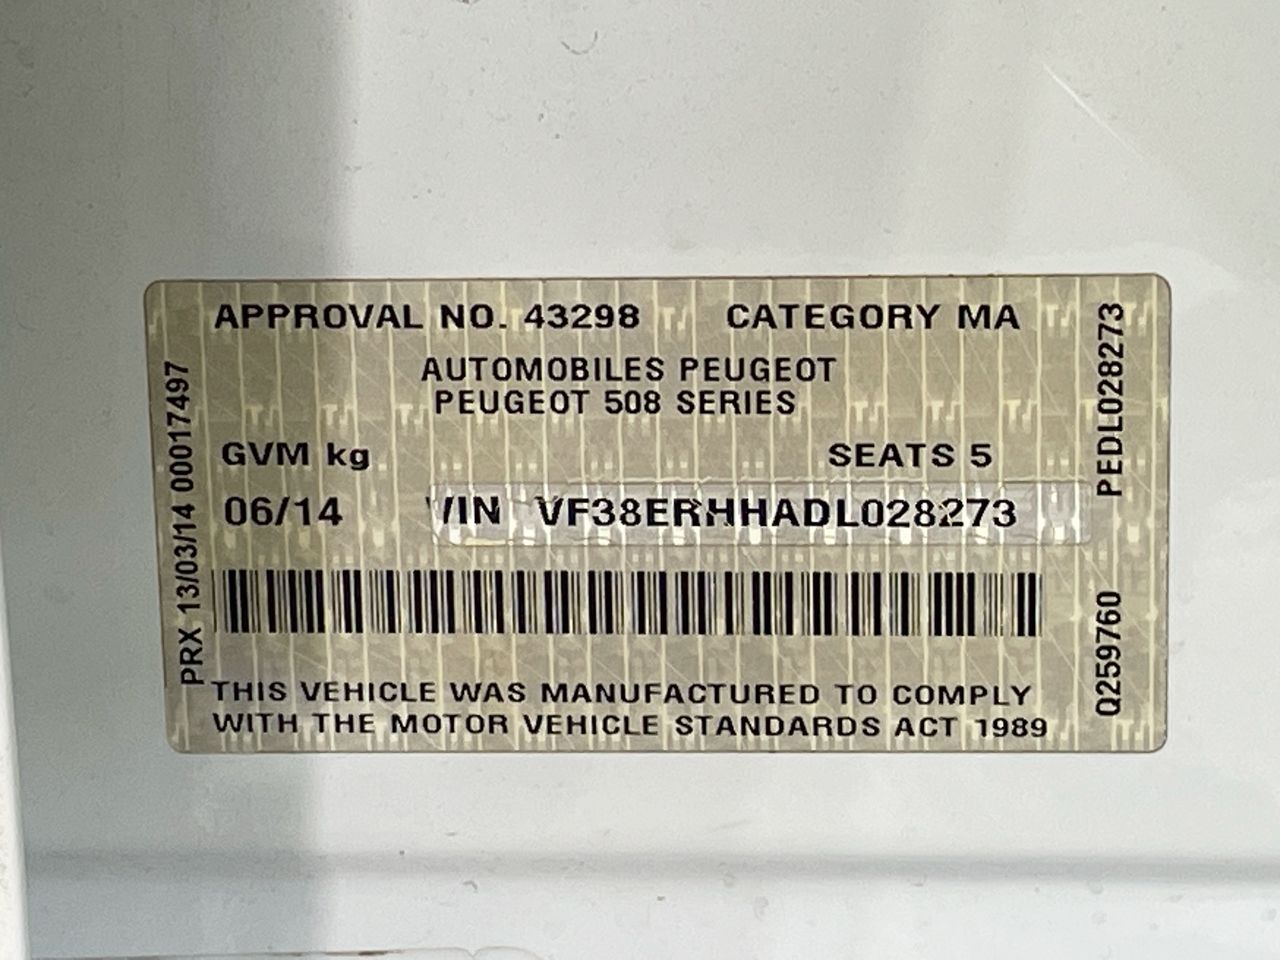 APPROVAL NO. 43298 CATEGORY MA
AUTOMOBILES PEUGEOT
PEUGEOT 508 SERIES
GVM kg SEATS 5
06/14 VIN VF38ERHHADL028273
THIS VEHICLE WAS MANUFACTURED TO COMPLY
WITH THE MOTOR VEHICLE STANDARDS ACT 1989
PRX 13/03/14 00017497
PEDL028273
Q259760